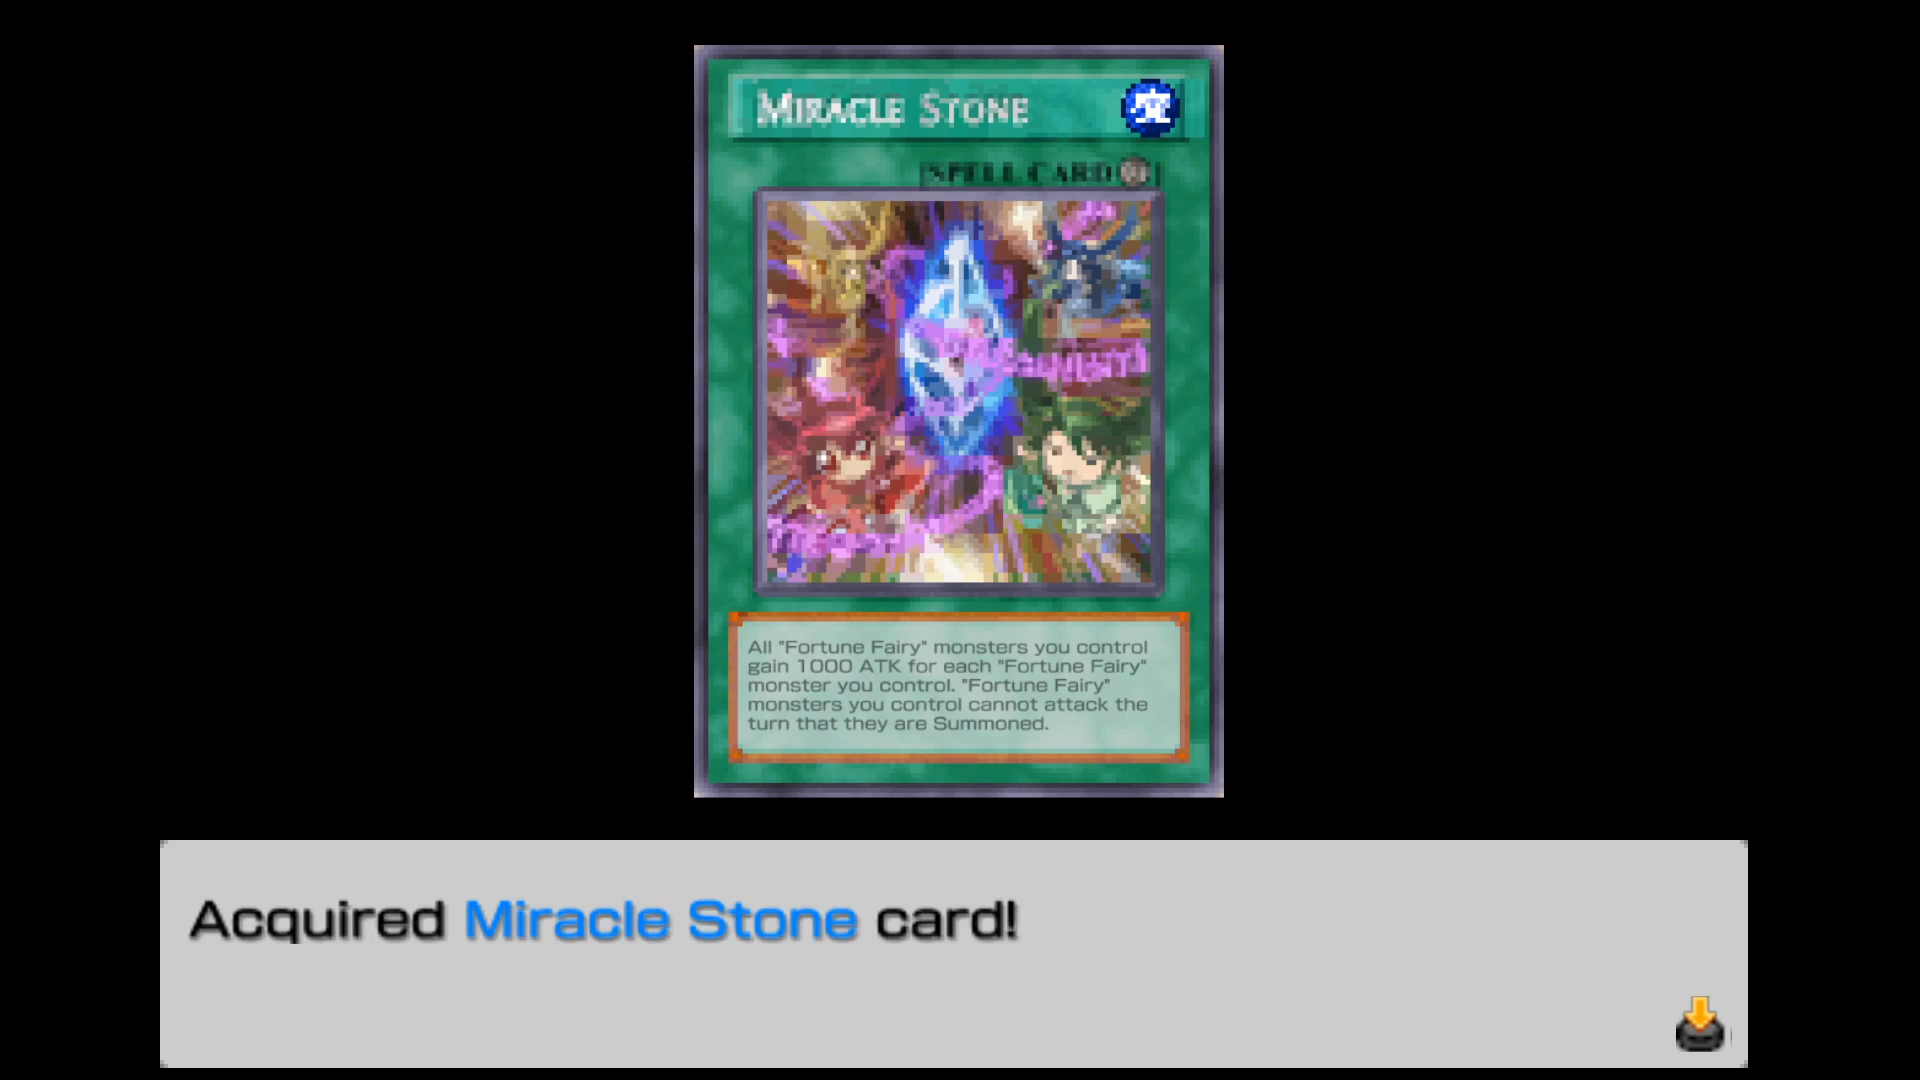 MIRACLE STONE
[SPELL CARD]
All "Fortune Fairy" monsters you control
gain 1000 ATK for each "Fortune Fairy"
monster you control. "Fortune Fairy"
monsters you control cannot attack the
turn that they are Summoned.
Acquired Miracle Stone card!